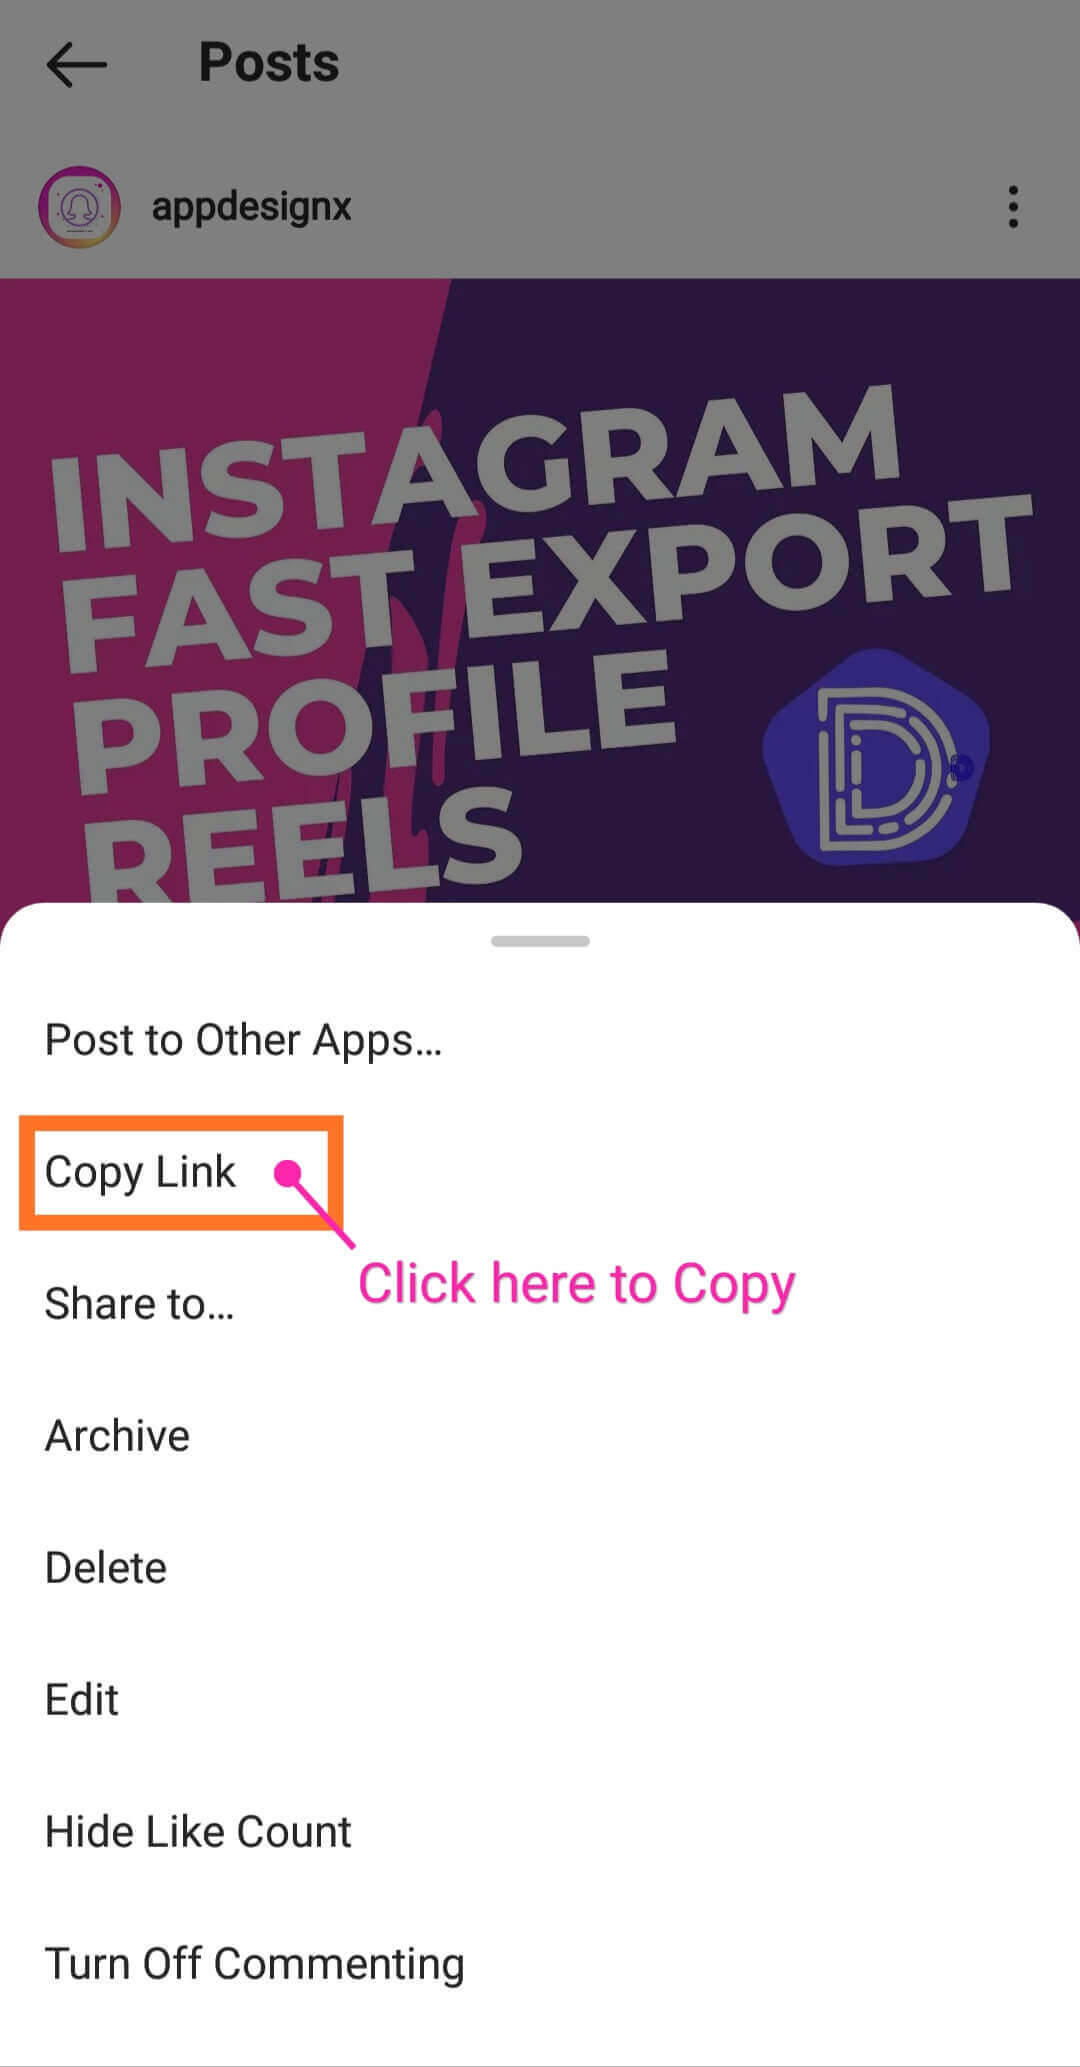 Posts
appdesignx
INSTAGRAM
FAST EXPORT
PROFILE
REELS
D
Post to Other Apps...
Copy Link
Click here to Copy
Share to...
Archive
Delete
Edit
Hide Like Count
Turn Off Commenting